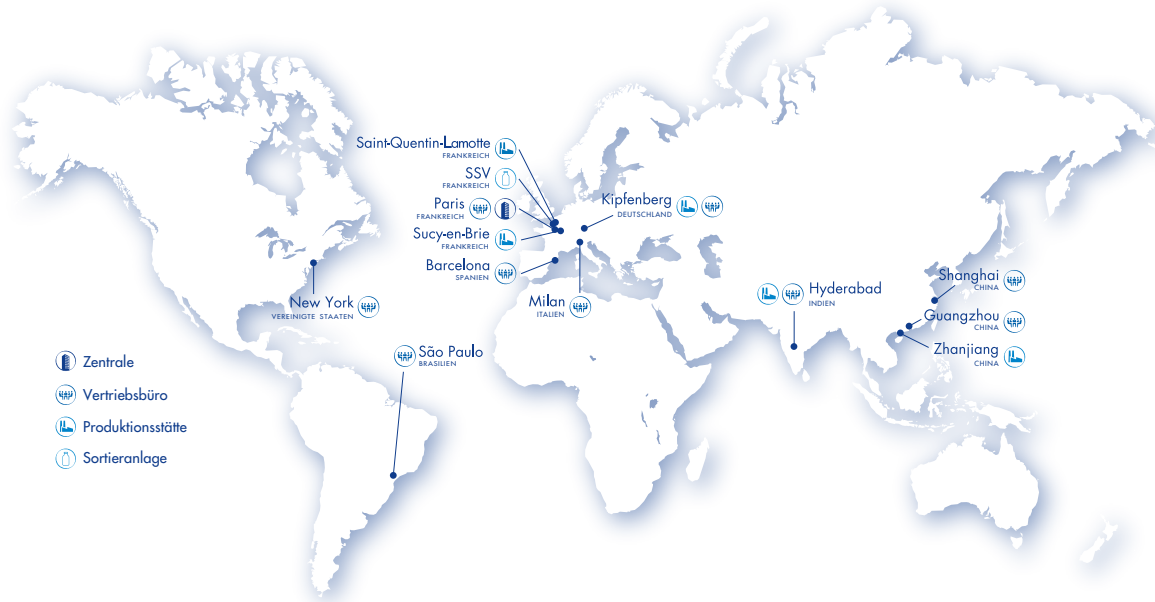 Saint-Quentin-Lamotte
FRANKREICH
SSV
FRANKREICH
Paris
FRANKREICH
Sucy-en-Brie
FRANKREICH
Barcelona
SPANIEN
Kipfenberg
DEUTSCHLAND
New York
VEREINIGTE STAATEN
Milan
ITALIEN
Hyderabad
INDIEN
Shanghai
CHINA
Guangzhou
CHINA
Zhanjiang
CHINA
São Paulo
BRASILIEN
Zentrale
Vertriebsbüro
Produktionsstätte
Sortieranlage